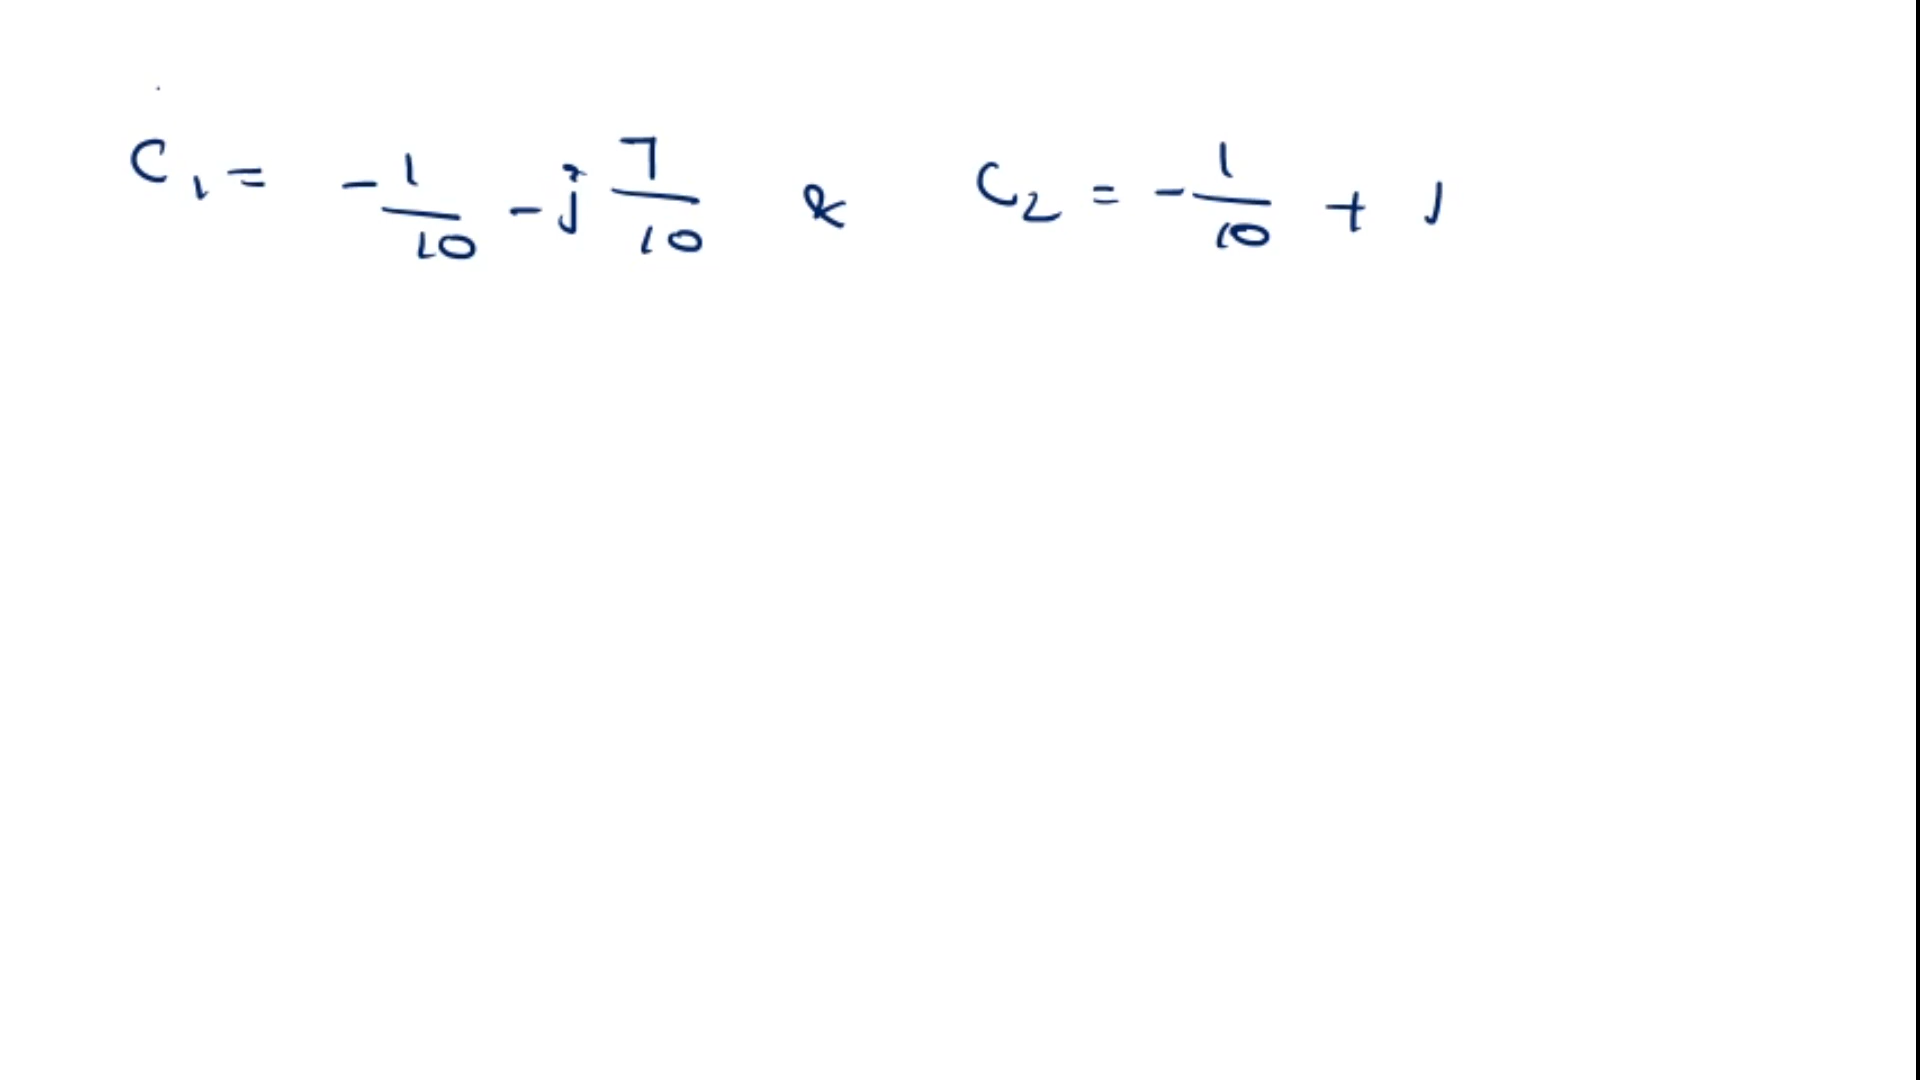 C₁ = -1/10 - j 7/10 & C₂ = -1/10 + j